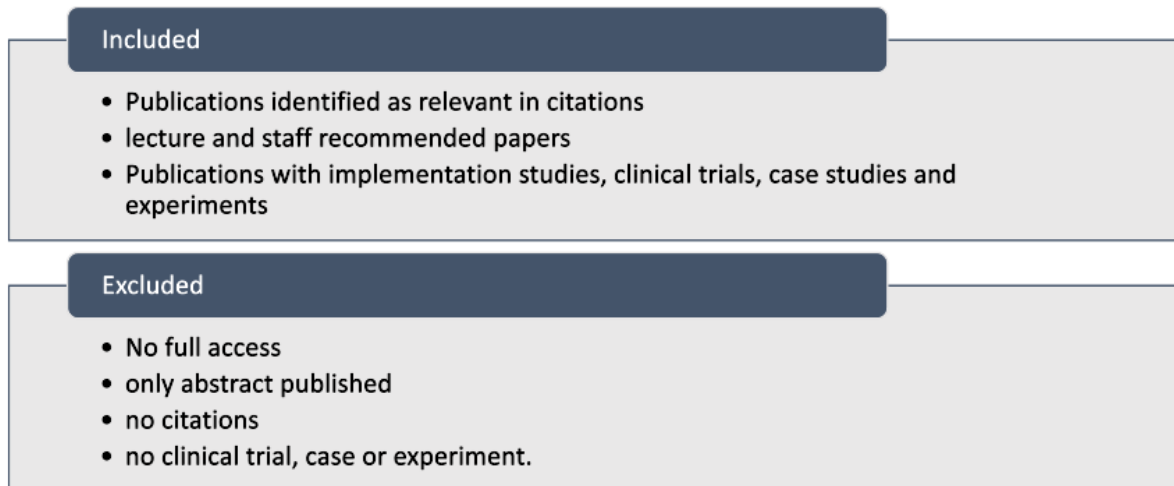 Included
• Publications identified as relevant in citations
• lecture and staff recommended papers
• Publications with implementation studies, clinical trials, case studies and
experiments
Excluded
• No full access
• only abstract published
• no citations
• no clinical trial, case or experiment.